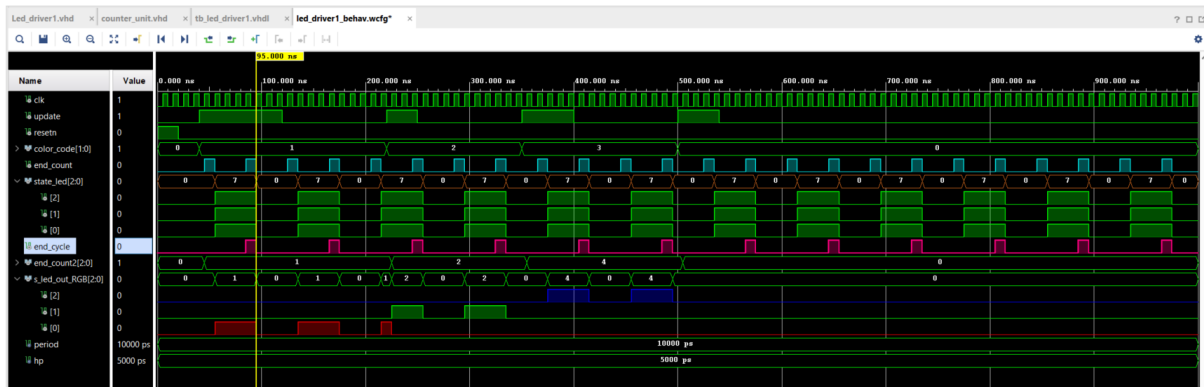 Led_driver1.vhd × counter_unit.vhd × tb_led_driver1.vhdl × led_driver1_behav.wcfg* ×
95.000 ns
Name Value 0.000 ns 100.000 ns 200.000 ns 300.000 ns 400.000 ns 500.000 ns 600.000 ns 700.000 ns 800.000 ns 900.000 ns
clk 1
update 1
resetn 0
color_code[1:0] 1 0 1 2 3 0
end_count 0
state_led[2:0] 0 0 7 0 7 0 7 0 7 0 7 0 7 0 7 0 7 0 7 0 7 0 7 0 7 0
[2] 0
[1] 0
[0] 0
end_cycle 0
end_count2[2:0] 1 0 1 2 4 0
s_led_out_RGB[2:0] 0 0 1 0 1 0 1 2 0 2 0 4 0 4 0
[2] 0
[1] 0
[0] 0
period 10000 ps 10000 ps
hp 5000 ps 5000 ps